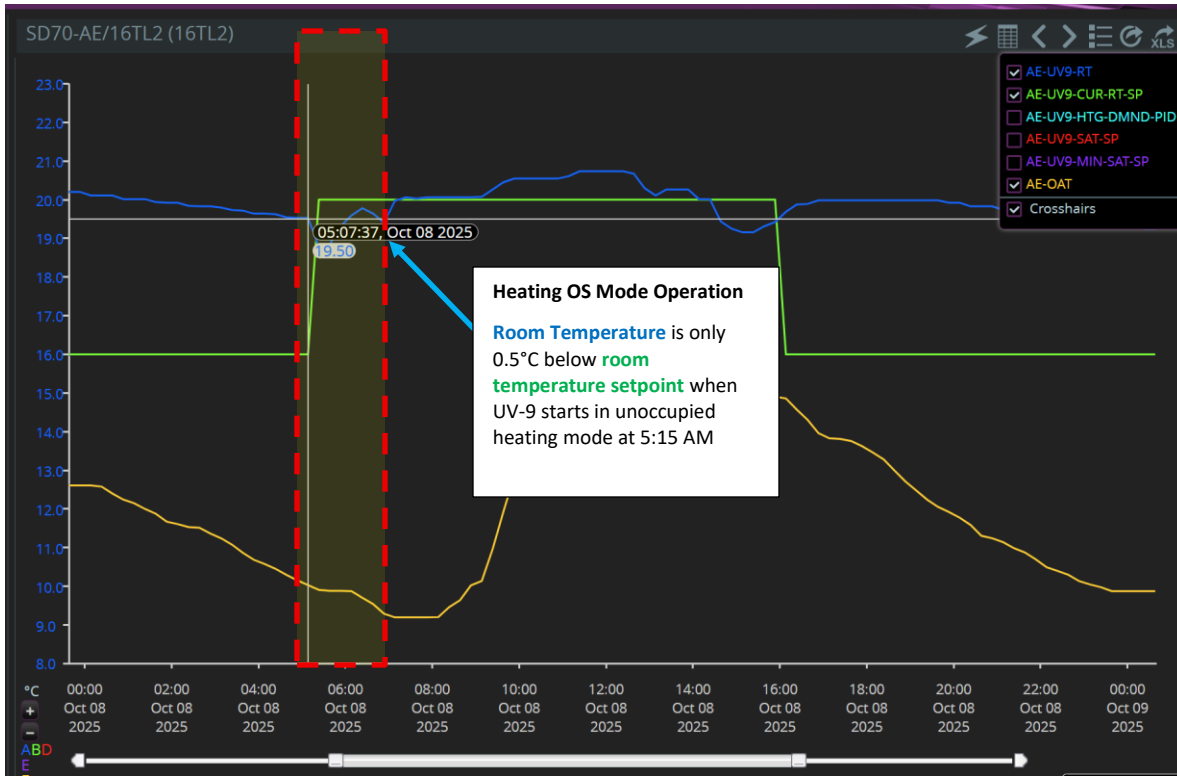 SD70-AE/16TL2 (16TL2)
XLS
AE-UV9-RT
AE-UV9-CUR-RT-SP
AE-UV9-HTG-DMND-PID
AE-UV9-SAT-SP
AE-UV9-MIN-SAT-SP
AE-OAT
Crosshairs
23.0
22.0
21.0
20.0
19.0
18.0
17.0
16.0
15.0
14.0
13.0
12.0
11.0
10.0
9.0
8.0
05:07:37, Oct 08 2025
19.50
Heating OS Mode Operation
Room Temperature is only
0.5°C below room
temperature setpoint when
UV-9 starts in unoccupied
heating mode at 5:15 AM
°C
00:00 02:00 04:00 06:00 08:00 10:00 12:00 14:00 16:00 18:00 20:00 22:00 00:00
Oct 08 Oct 08 Oct 08 Oct 08 Oct 08 Oct 08 Oct 08 Oct 08 Oct 08 Oct 08 Oct 08 Oct 08 Oct 09
2025 2025 2025 2025 2025 2025 2025 2025 2025 2025 2025 2025 2025
+
-
ABD
E